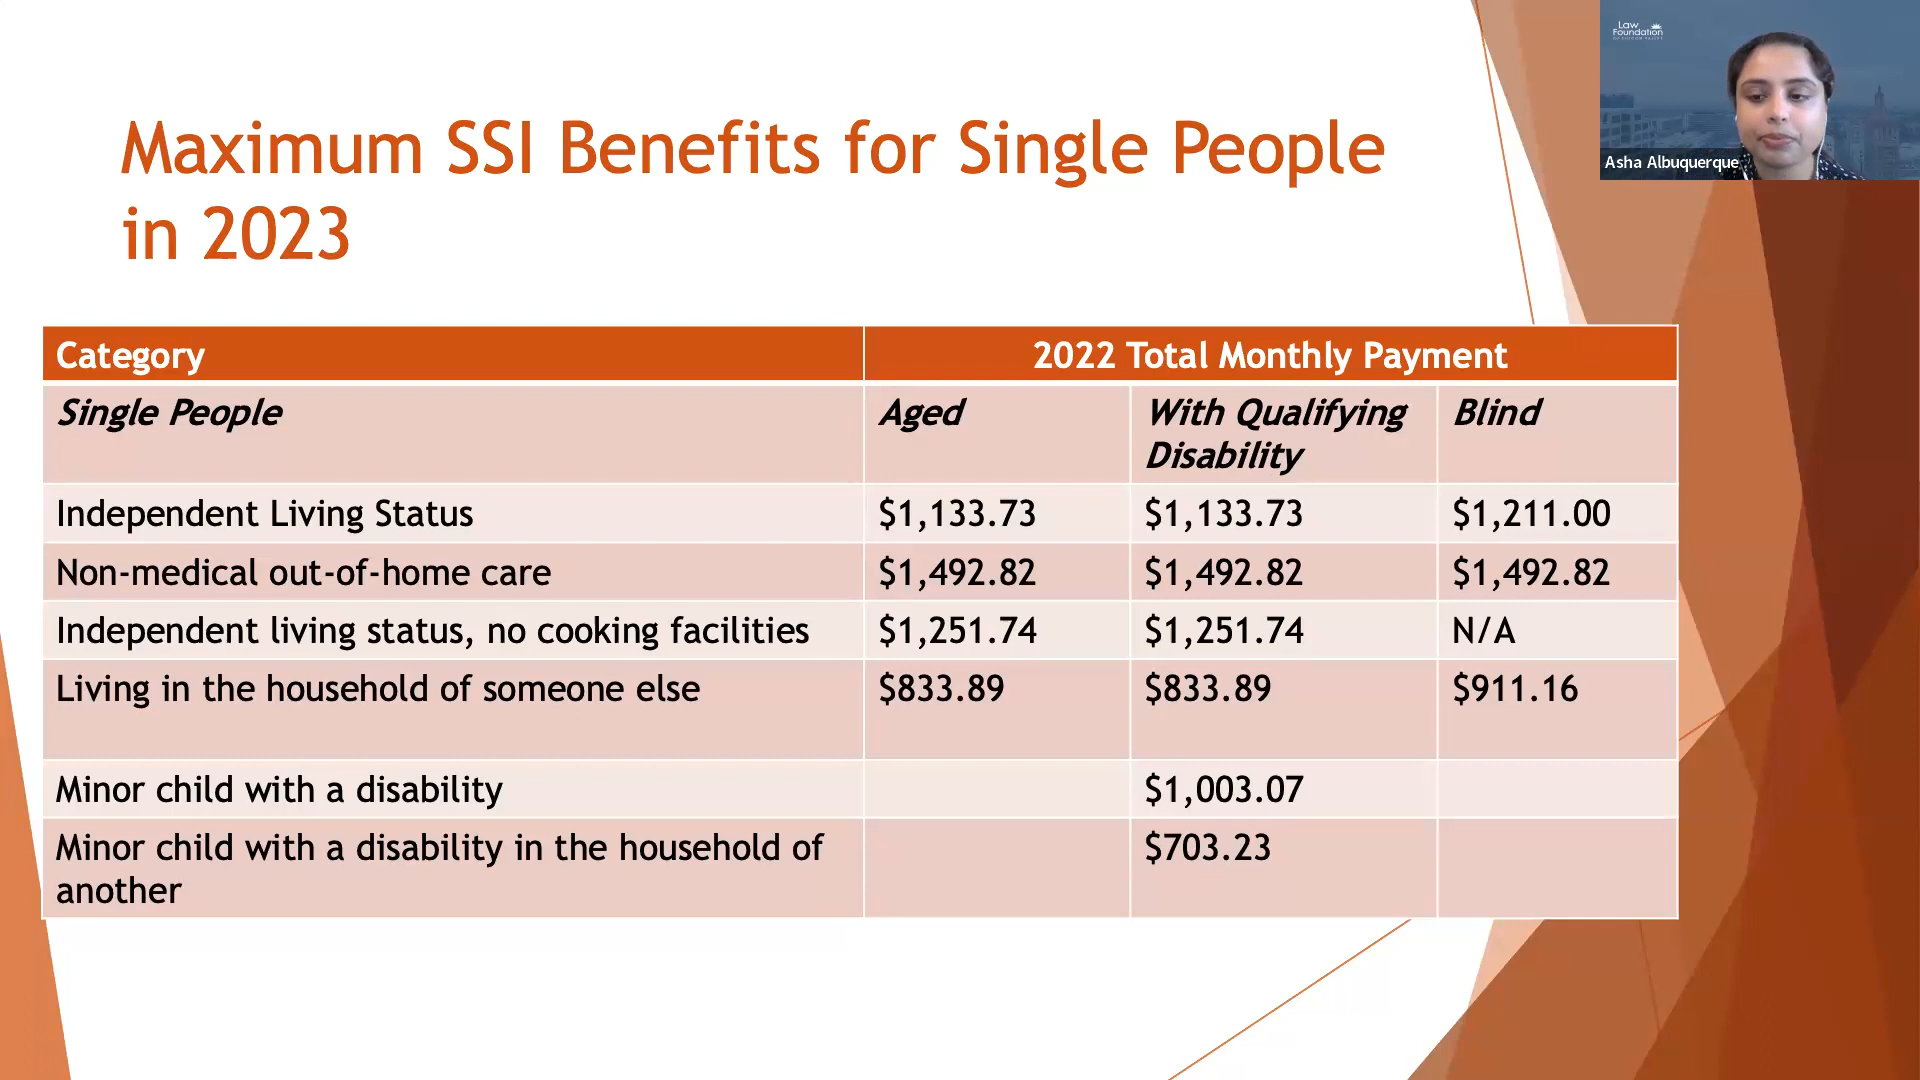 Law
Foundation
OF SILICON VALLEY
Asha Albuquerque
Maximum SSI Benefits for Single People
in 2023
Category 2022 Total Monthly Payment
Single People Aged With Qualifying Disability Blind
Independent Living Status $1,133.73 $1,133.73 $1,211.00
Non-medical out-of-home care $1,492.82 $1,492.82 $1,492.82
Independent living status, no cooking facilities $1,251.74 $1,251.74 N/A
Living in the household of someone else $833.89 $833.89 $911.16
Minor child with a disability $1,003.07
Minor child with a disability in the household of $703.23
another